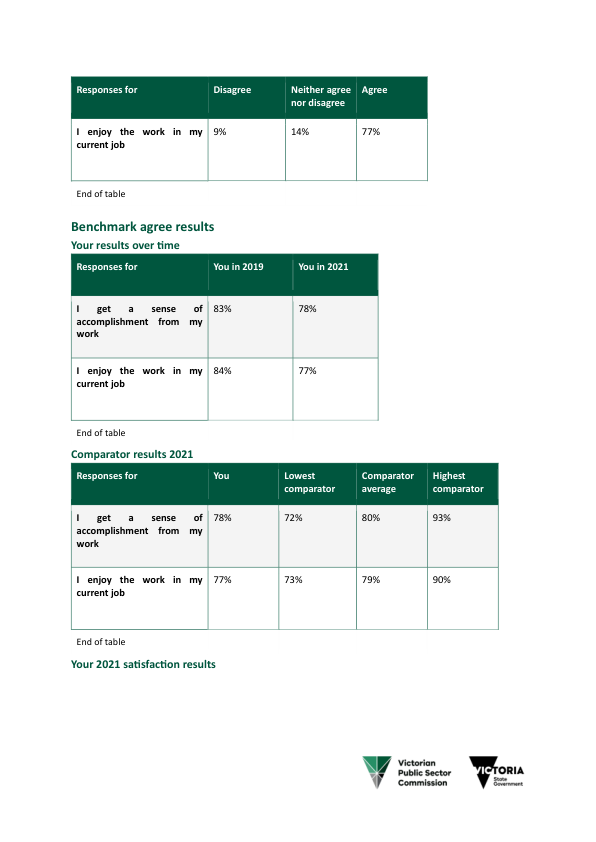 Responses for Disagree Neither agree Agree
nor disagree
I enjoy the work in my 9% 14% 77%
current job
End of table
Benchmark agree results
Your results over time
Responses for You in 2019 You in 2021
I get a sense of 83% 78%
accomplishment from my
work
I enjoy the work in my 84% 77%
current job
End of table
Comparator results 2021
Responses for You Lowest Comparator Highest
comparator average comparator
I get a sense of 78% 72% 80% 93%
accomplishment from my
work
I enjoy the work in my 77% 73% 79% 90%
current job
End of table
Your 2021 satisfaction results
Victorian
Public Sector
Commission
VICTORIA
State
Government